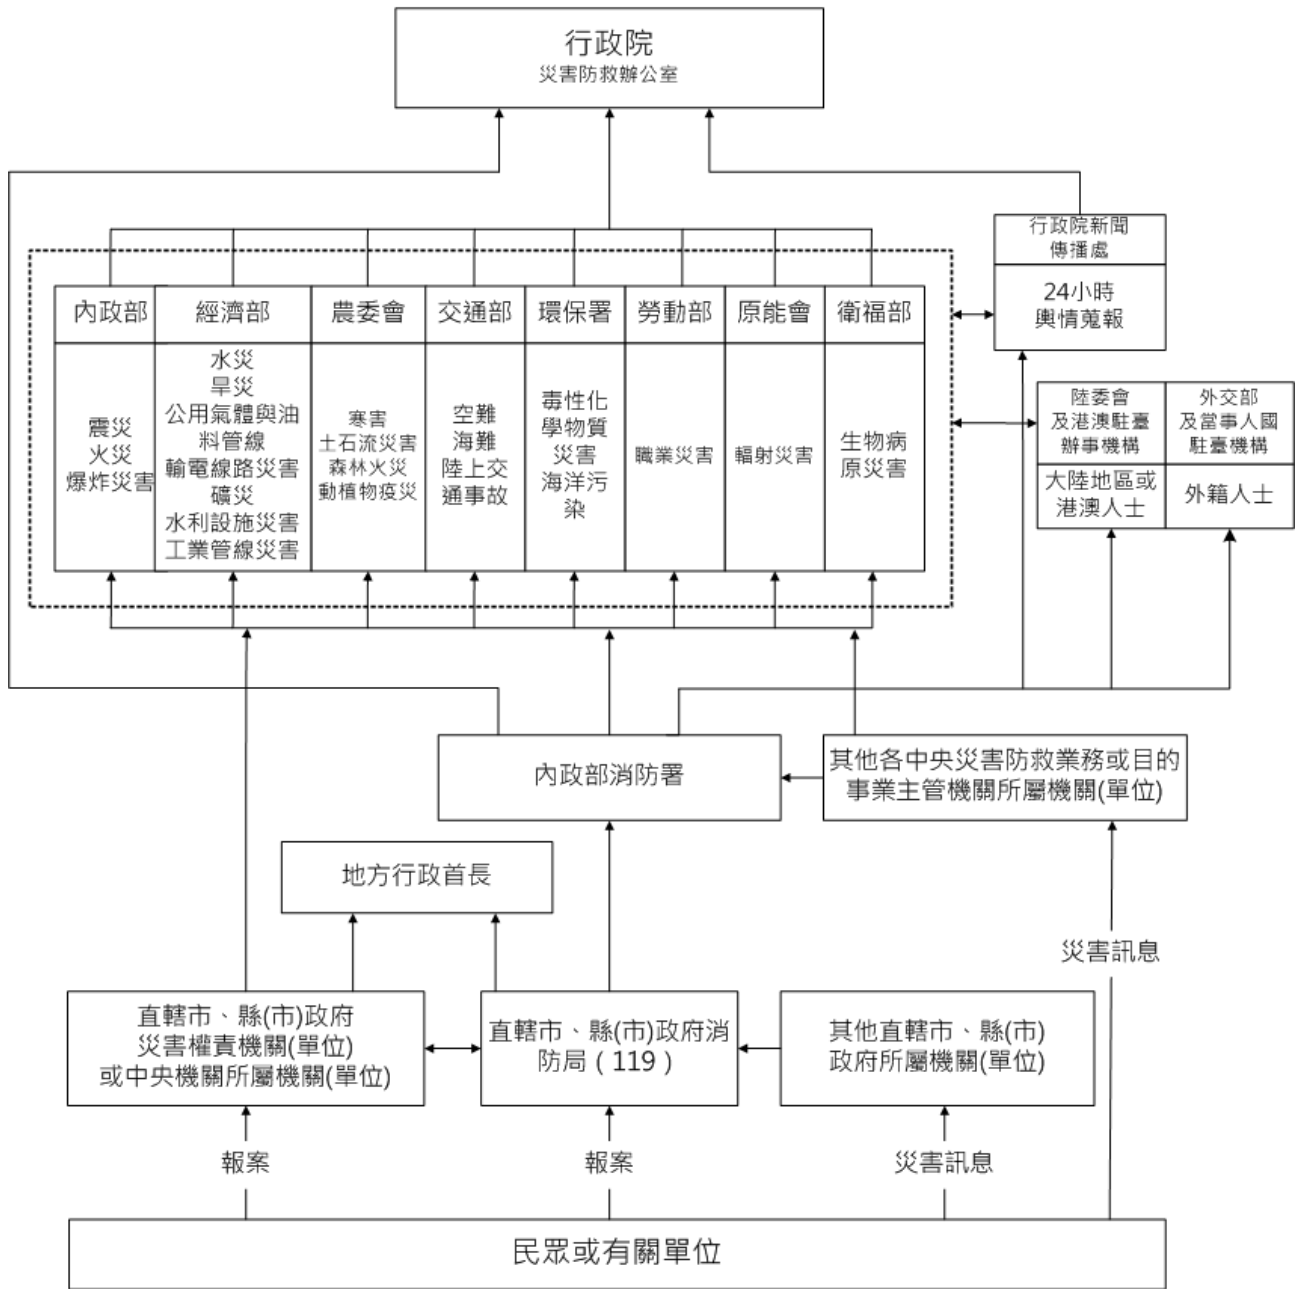 行政院
災害防救辦公室
行政院新聞
傳播處
24小時
輿情蒐報
內政部
震災
火災
爆炸災害
經濟部
水災
旱災
公用氣體與油
料管線
輸電線路災害
礦災
水利設施災害
工業管線災害
農委會
寒害
土石流災害
森林火災
動植物疫災
交通部
空難
海難
陸上交
通事故
環保署
毒性化
學物質
災害
海洋污
染
勞動部
職業災害
原能會
輻射災害
衛福部
生物病
原災害
陸委會
及港澳駐臺
辦事機構
大陸地區或
港澳人士
外交部
及當事人國
駐臺機構
外籍人士
內政部消防署
其他各中央災害防救業務或目的
事業主管機關所屬機關(單位)
地方行政首長
災害訊息
直轄市、縣(市)政府
災害權責機關(單位)
或中央機關所屬機關(單位)
直轄市、縣(市)政府消
防局（119）
其他直轄市、縣(市)
政府所屬機關(單位)
報案
報案
災害訊息
民眾或有關單位